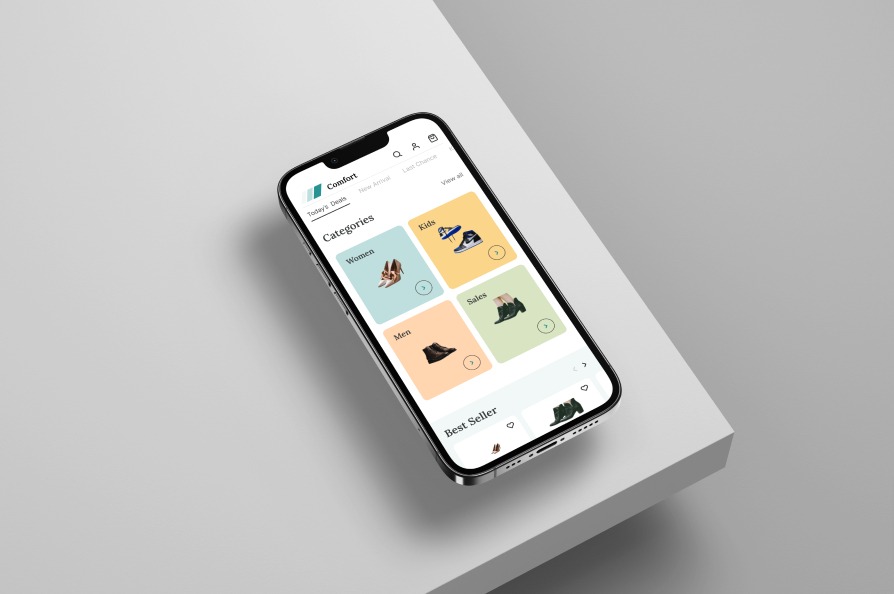 Comfort
Today's Deals New Arrival Last Chance
Categories View all
Women Kids
Men Sales
Best Seller